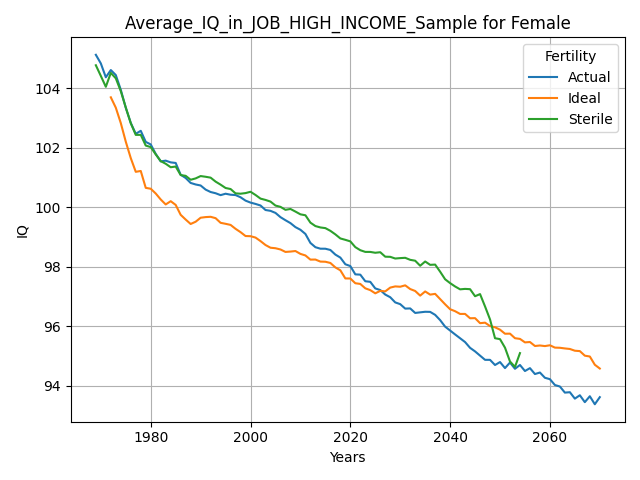 Average_IQ_in_JOB_HIGH_INCOME_Sample for Female
Fertility
Actual
Ideal
Sterile
IQ
104
102
100
98
96
94
1980 2000 2020 2040 2060
Years